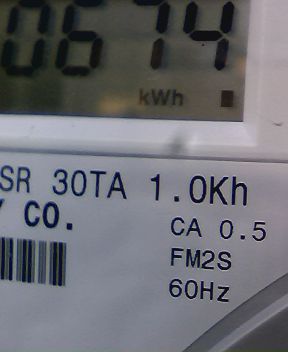 0674
kWh
SR 30TA 1.0Kh
CO.
CA 0.5
FM2S
60Hz